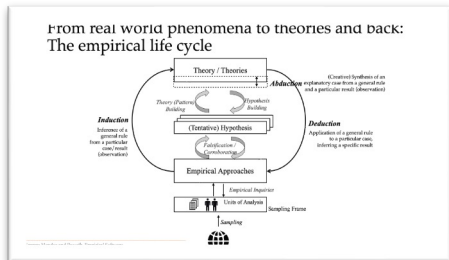 From real world phenomena to theories and back:
The empirical life cycle
Theory / Theories
Abduction
(Creative) Synthesis of an
explanatory case from a general rule
and a particular result (observation)
Theory (Pattern)
Building
Hypothesis
Building
Induction
Inference of a
general rule
from a particular
case/ result
(observation)
(Tentative) Hypothesis
Deduction
Application of a general rule
to a particular case,
inferring a specific result
Falsification /
Corroboration
Empirical Approaches
Empirical Inquiries
Units of Analysis
Sampling Frame
Sampling